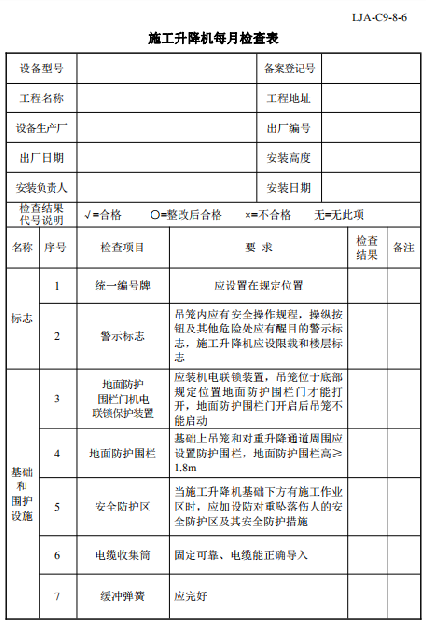 LJA-C9-8-6
施工升降机每月检查表
设备型号 备案登记号
工程名称 工程地址
设备生产厂 出厂编号
出厂日期 安装高度
安装负责人 安装日期
检查结果
代号说明
√=合格 〇=整改后合格 ×=不合格 无=无此项
名称 序号 检查项目 要 求 检查
结果 备注
标志
1 统一编号牌 应设置在规定位置
2 警示标志
吊笼内应有安全操作规程，操纵按
钮及其他危险处应有醒目的警示标
志，施工升降机应设限载和楼层标
志
基础
和
围护
设施
3
地面防护
围栏门机电
联锁保护装置
应装机电联锁装置，吊笼位于底部
规定位置地面防护围栏门才能打
开，地面防护围栏门开启后吊笼不
能启动
4 地面防护围栏
基础上吊笼和对重升降通道周围应
设置防护围栏，地面防护围栏高≥
1.8m
5 安全防护区
当施工升降机基础下方有施工作业
区时，应加设防对重坠落伤人的安
全防护区及其安全防护措施
6 电缆收集筒 固定可靠、电缆能正确导入
7 缓冲弹簧 应完好